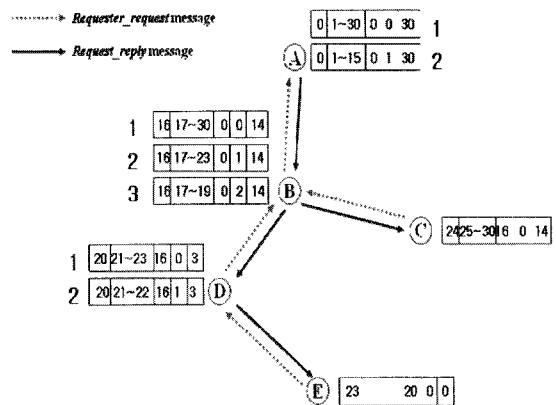 Requester_request message
Request_reply message
0 1~30 0 0 30 1
A 0 1~15 0 1 30 2
1 16 17~30 0 0 14
2 16 17~23 0 1 14
3 16 17~19 0 2 14 B
C 24 25~30 16 0 14
1 20 21~23 16 0 3
2 20 21~22 16 1 3 D
E 23 20 0 0